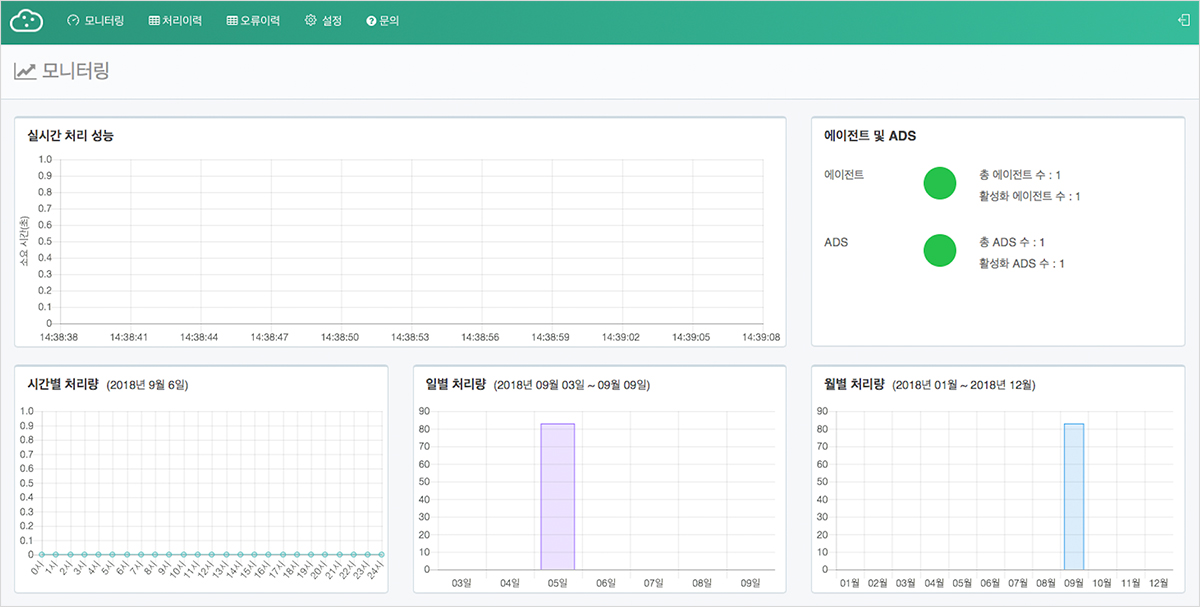 모니터링 처리이력 오류이력 설정 문의
모니터링
실시간 처리 성능
1.0
0.9
0.8
0.7
0.6
0.5
0.4
0.3
0.2
0.1
0
소요 시간(초)
14:38:38 14:38:41 14:38:44 14:38:47 14:38:50 14:38:53 14:38:56 14:38:59 14:39:02 14:39:05 14:39:08
에이전트 및 ADS
에이전트
총 에이전트 수 : 1
활성화 에이전트 수 : 1
ADS
총 ADS 수 : 1
활성화 ADS 수 : 1
시간별 처리량 (2018년 9월 6일)
1.0
0.9
0.8
0.7
0.6
0.5
0.4
0.3
0.2
0.1
0
0시 1시 2시 3시 4시 5시 6시 7시 8시 9시 10시 11시 12시 13시 14시 15시 16시 17시 18시 19시 20시 21시 22시 23시 24시
일별 처리량 (2018년 09월 03일 ~ 09월 09일)
90
80
70
60
50
40
30
20
10
0
03일 04일 05일 06일 07일 08일 09일
월별 처리량 (2018년 01월 ~ 2018년 12월)
90
80
70
60
50
40
30
20
10
0
01월 02월 03월 04월 05월 06월 07월 08월 09월 10월 11월 12월